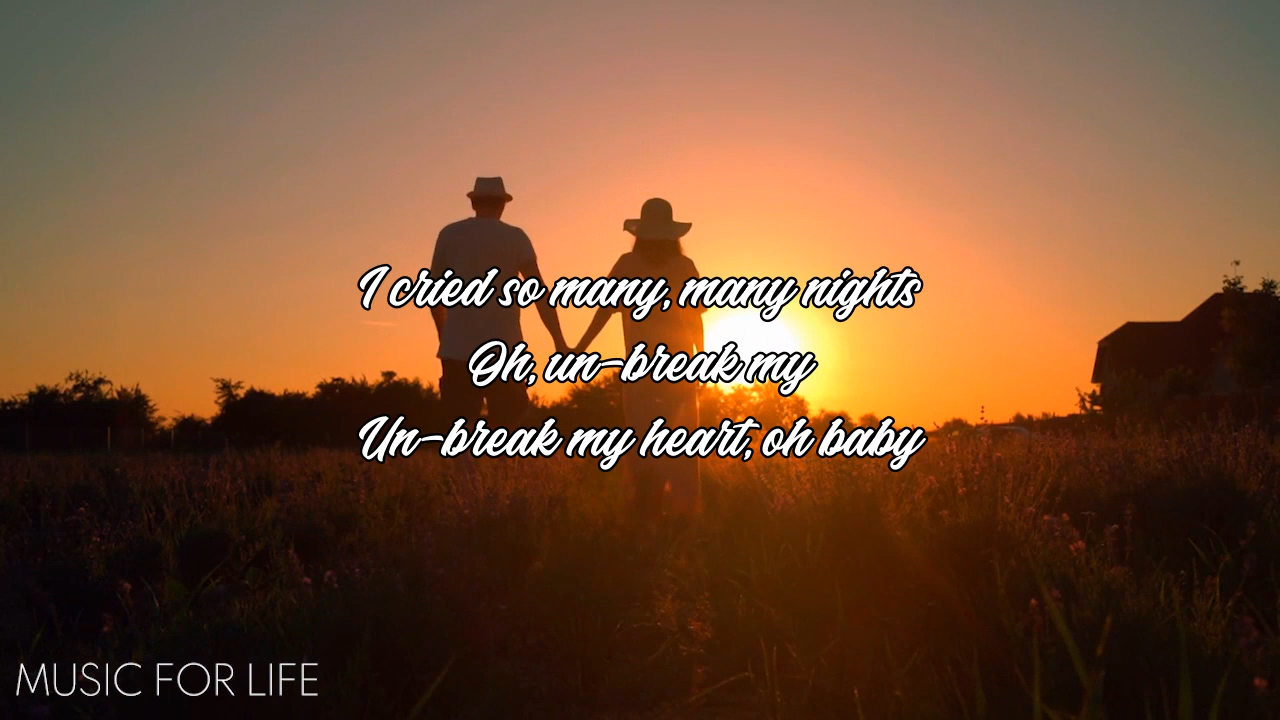 I cried so many, many nights
Oh, un-break my
Un-break my heart, oh baby
MUSIC FOR LIFE